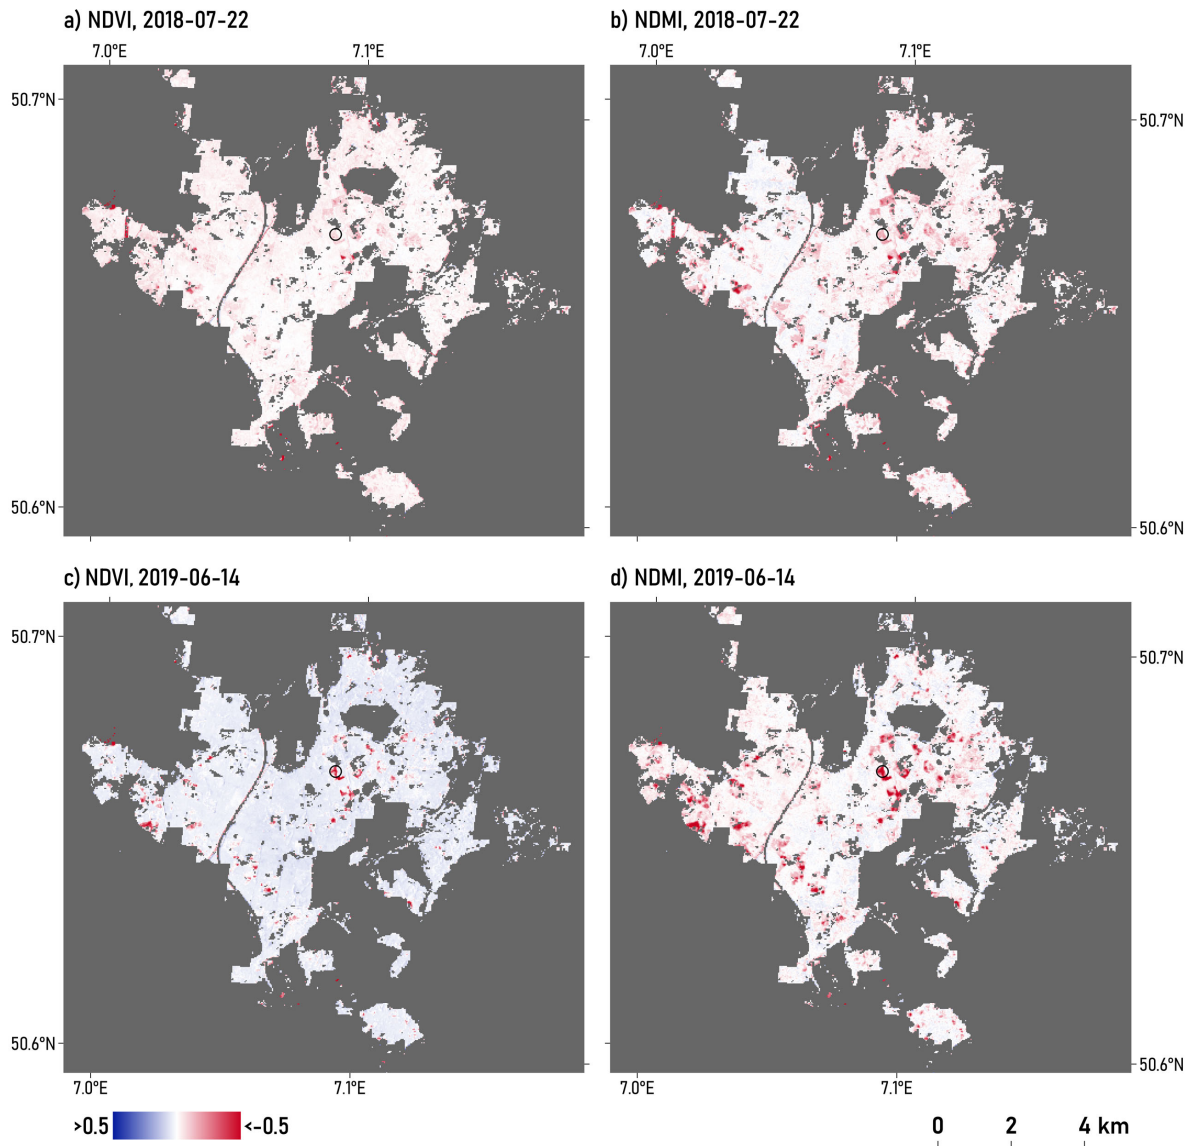 a) NDVI, 2018-07-22
b) NDMI, 2018-07-22
7.0°E 7.1°E 7.0°E 7.1°E
50.7°N 50.7°N
50.6°N 50.6°N
c) NDVI, 2019-06-14
d) NDMI, 2019-06-14
50.7°N 50.7°N
50.6°N 50.6°N
7.0°E 7.1°E 7.0°E 7.1°E
>0.5 <-0.5
0 2 4 km